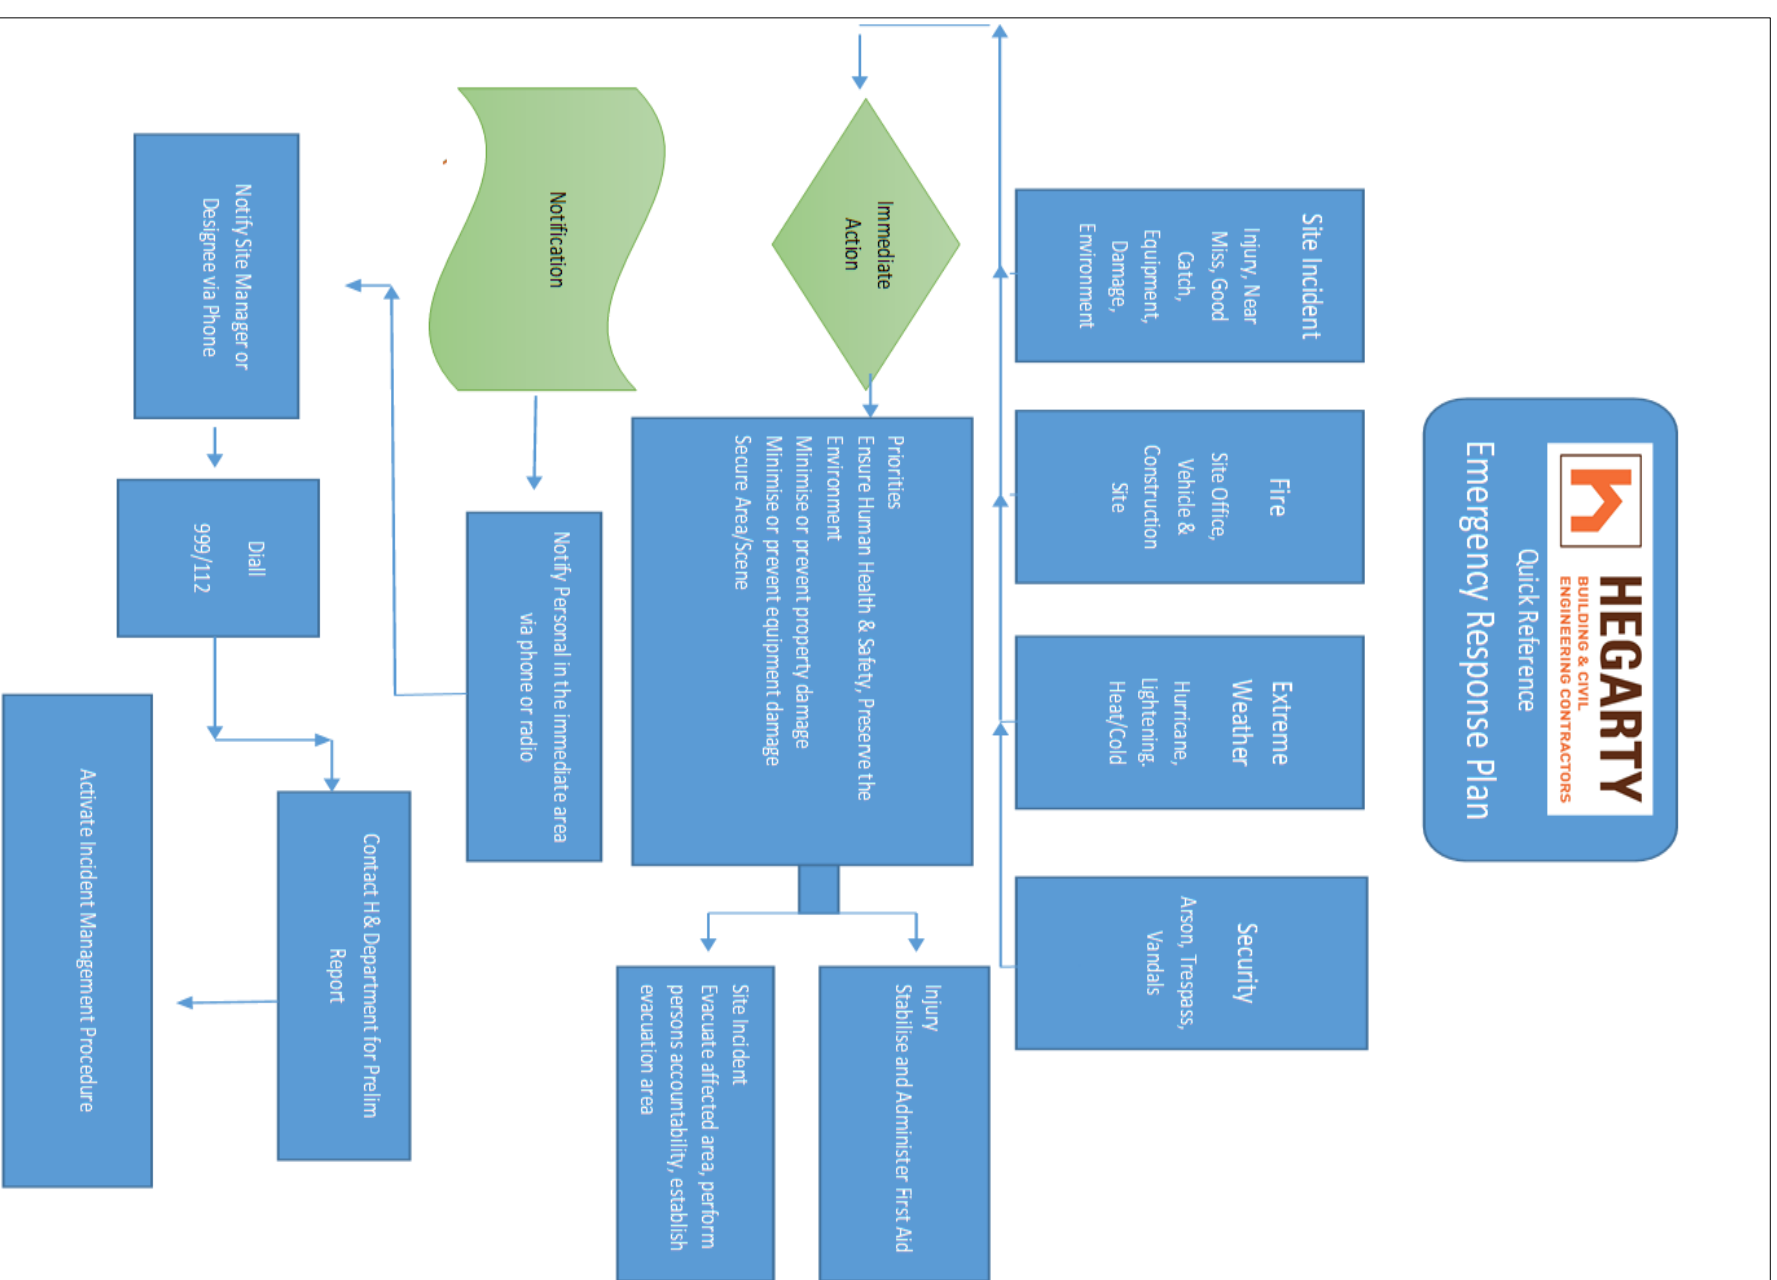 HEGARTY
BUILDING & CIVIL
ENGINEERING CONTRACTORS
Quick Reference
Emergency Response Plan
Site Incident
Injury, Near
Miss, Good
Catch,
Equipment,
Damage,
Environment
Fire
Site Office,
Vehicle &
Construction
Site
Extreme
Weather
Hurricane,
Lightening.
Heat/Cold
Security
Arson, Trespass,
Vandals
Immediate
Action
Priorities
Ensure Human Health & Safety, Preserve the
Environment
Minimise or prevent property damage
Minimise or prevent equipment damage
Secure Area/Scene
Injury
Stabilise and Administer First Aid
Site Incident
Evacuate affected area, perform
persons accountability, establish
evacuation area
Notification
Notify Personal in the immediate area
via phone or radio
Notify Site Manager or
Designee via Phone
Diall
999/112
Contact H& Department for Prelim
Report
Activate Incident Management Procedure